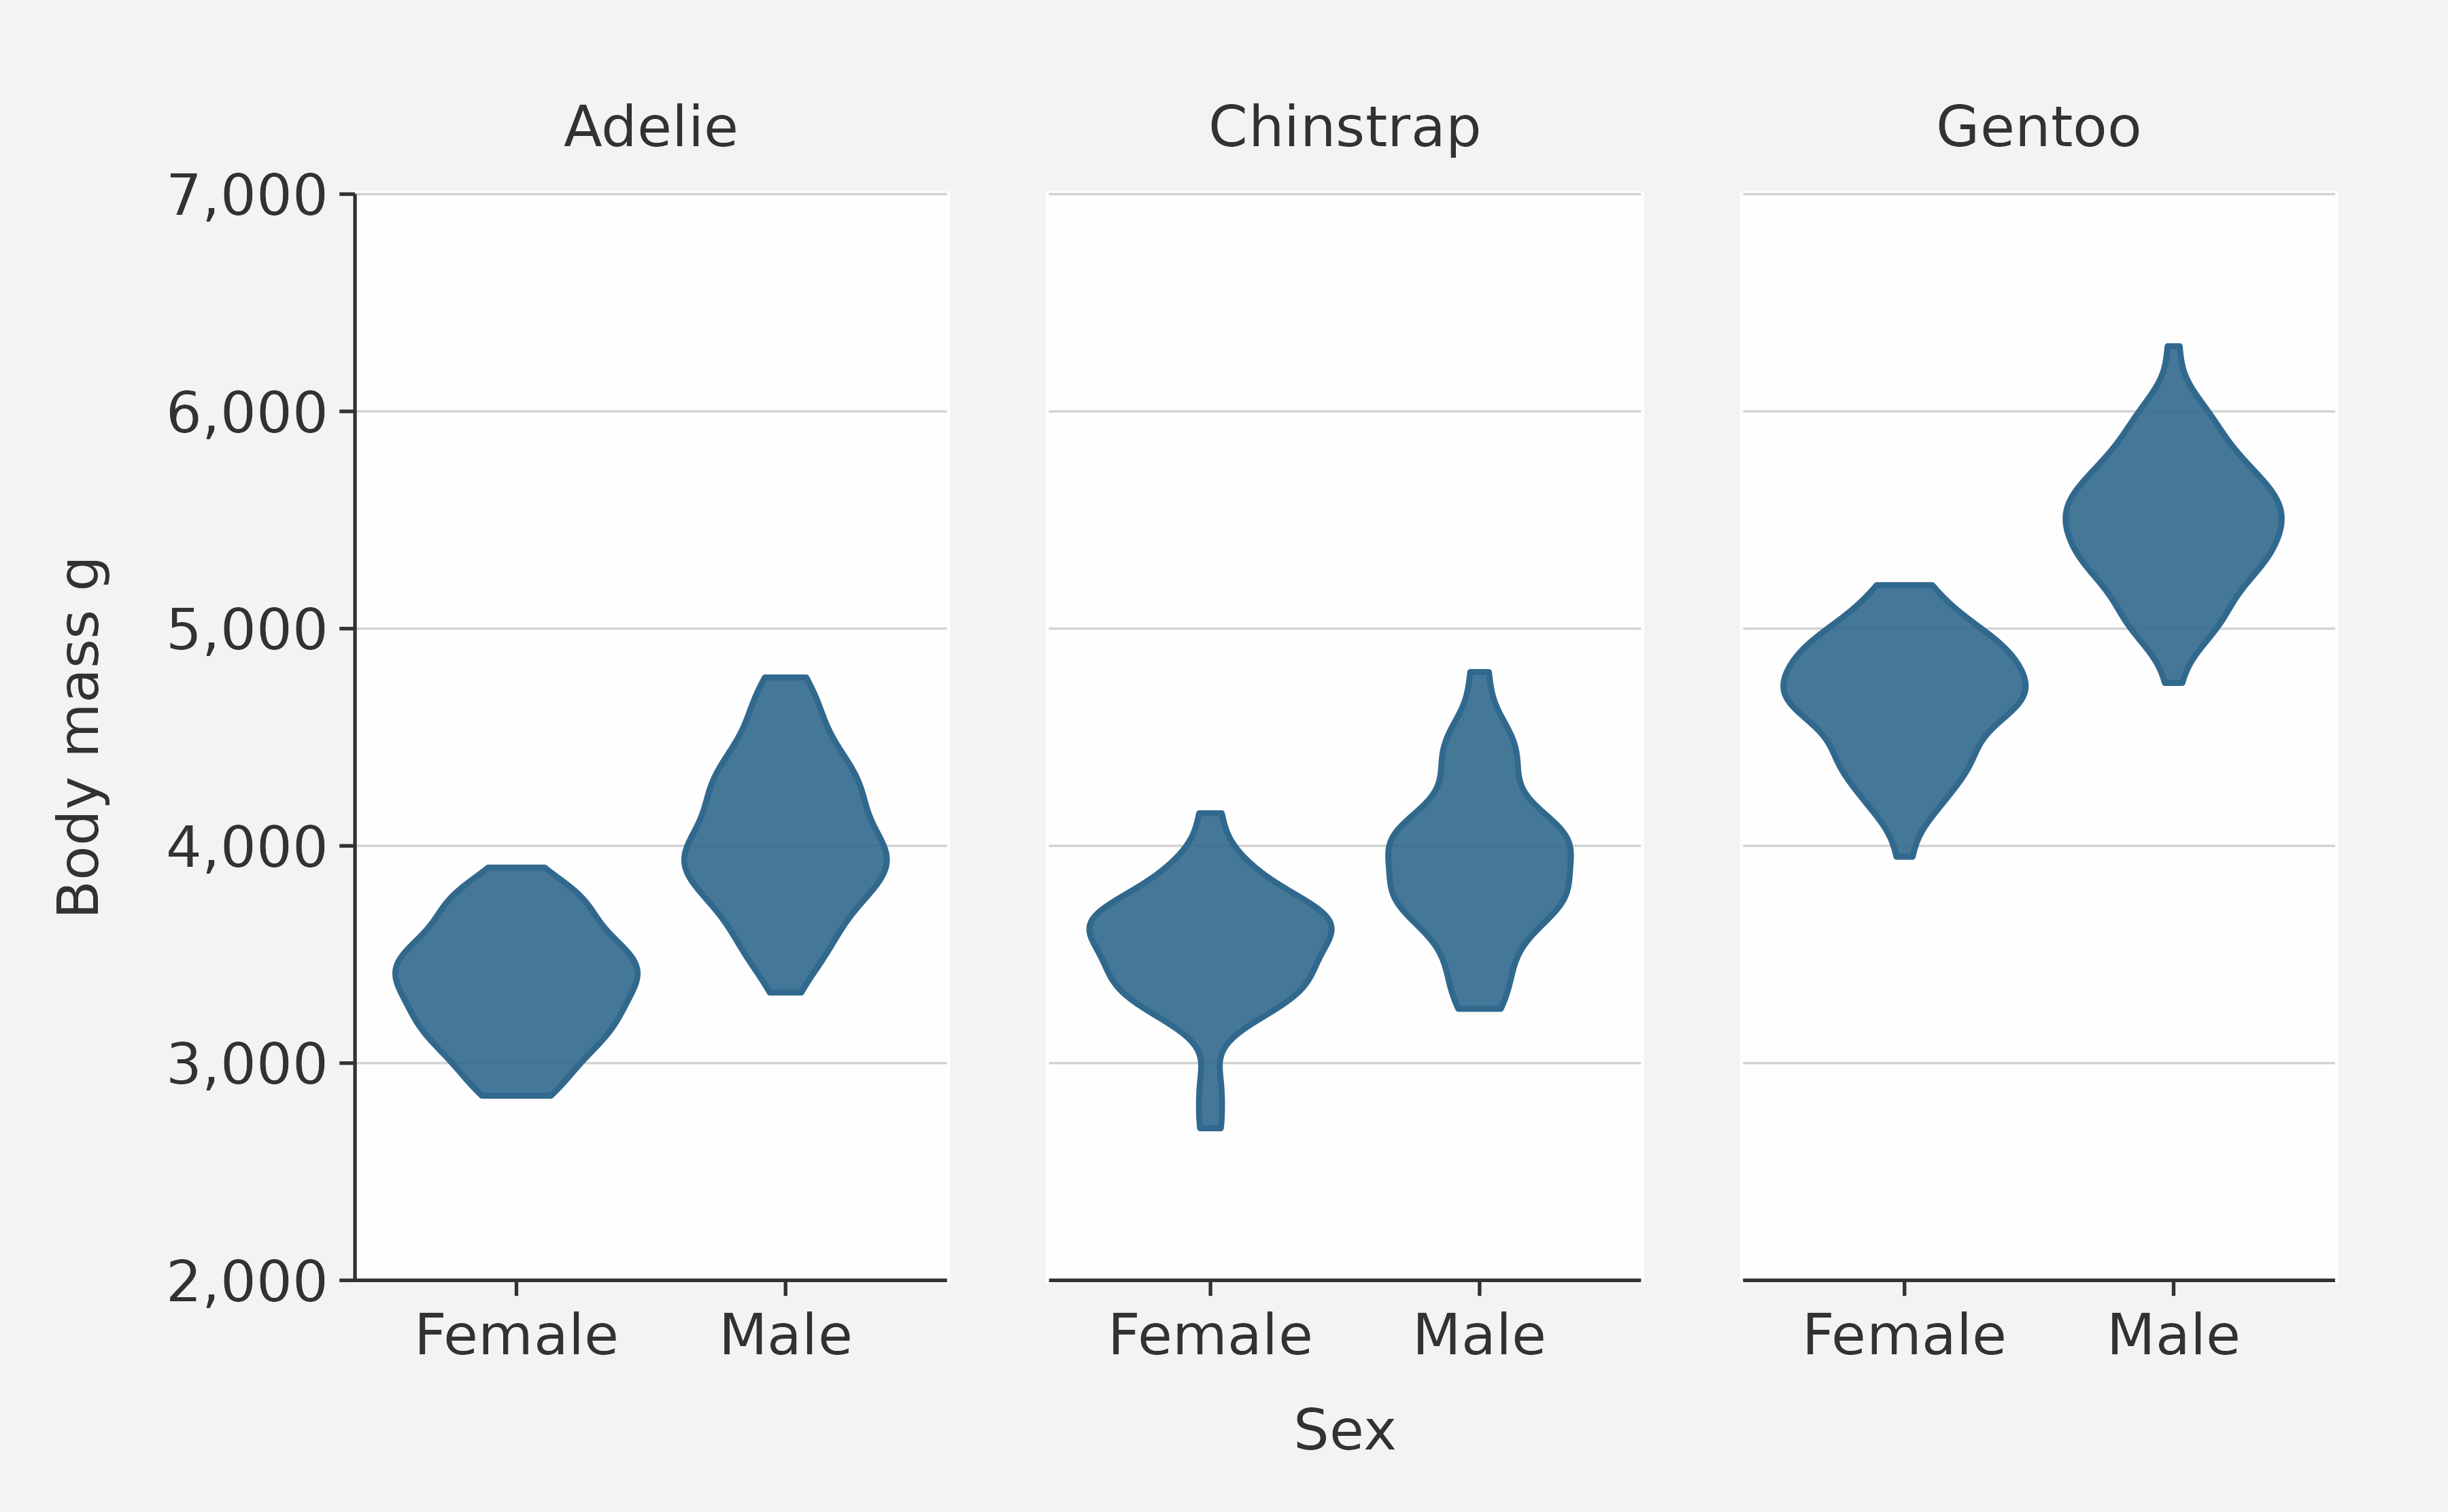 Adelie
Chinstrap
Gentoo
7,000
6,000
5,000
4,000
3,000
2,000
Body mass g
Female Male
Female Male
Female Male
Sex